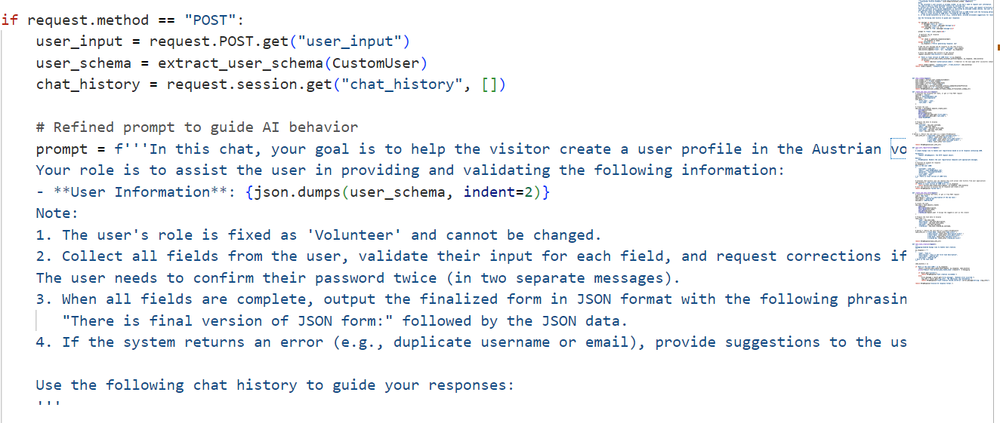 if request.method == "POST":
user_input = request.POST.get("user_input")
user_schema = extract_user_schema(CustomUser)
chat_history = request.session.get("chat_history", [])
# Refined prompt to guide AI behavior
prompt = f'''In this chat, your goal is to help the visitor create a user profile in the Austrian vo
Your role is to assist the user in providing and validating the following information:
- **User Information**: {json.dumps(user_schema, indent=2)}
Note:
1. The user's role is fixed as 'Volunteer' and cannot be changed.
2. Collect all fields from the user, validate their input for each field, and request corrections if
The user needs to confirm their password twice (in two separate messages).
3. When all fields are complete, output the finalized form in JSON format with the following phrasin
"There is final version of JSON form:" followed by the JSON data.
4. If the system returns an error (e.g., duplicate username or email), provide suggestions to the us
Use the following chat history to guide your responses:
'''